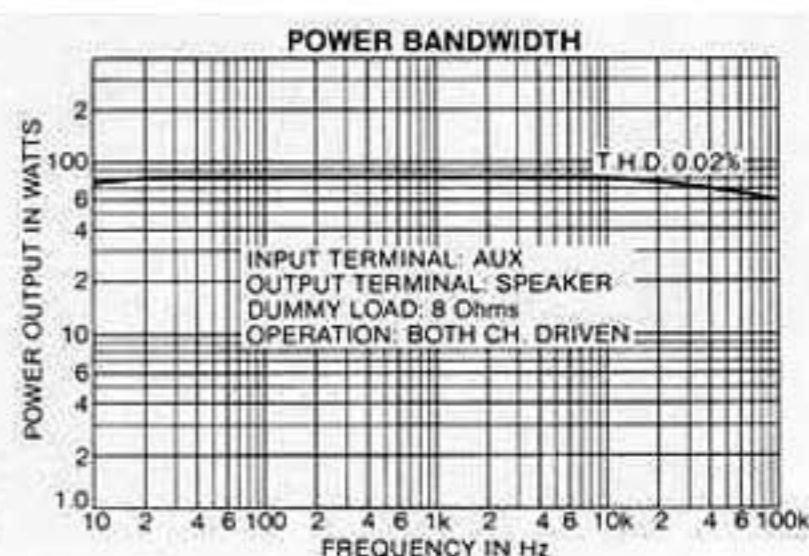 POWER BANDWIDTH
POWER OUTPUT IN WATTS
2
100
6
4
2
10
6
4
2
1.0
T.H.D. 0.02%
INPUT TERMINAL: AUX
OUTPUT TERMINAL: SPEAKER
DUMMY LOAD: 8 Ohms
OPERATION: BOTH CH. DRIVEN
10 2 4 6 100 2 4 6 1k 2 4 6 10k 2 4 6 100k
FREQUENCY IN Hz